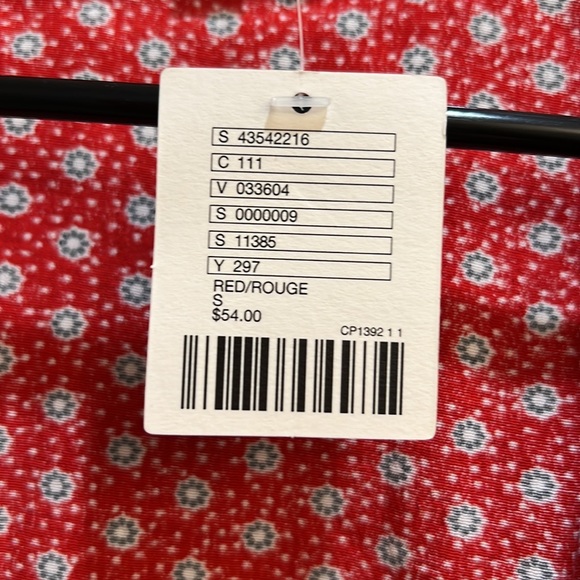 S 43542216
C 111
V 033604
S 0000009
S 11385
Y 297
RED/ROUGE
S
$54.00
CP1392 1 1